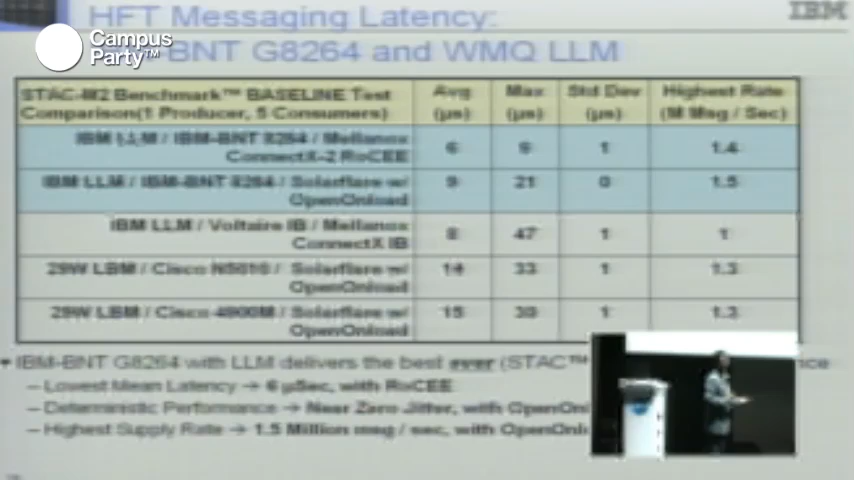 HFT Messaging Latency:
BNT G8264 and WMQ LLM
IBM
Campus
Party™
STAC-M2 Benchmark™ BASELINE Test
Comparison(1 Producer, 5 Consumers)
Avg
(µs)
Max
(µs)
Std Dev
(µs)
Highest Rate
(M Msg / Sec)
IBM LLM / IBM-BNT 8264 / Mellanox
ConnectX-2 RoCEE
6
9
1
1.4
IBM LLM / IBM-BNT 8264 / Solarflare w/
OpenOnload
9
21
0
1.5
IBM LLM / Voltaire IB / Mellanox
ConnectX IB
8
47
1
1
29W LBM / Cisco N5010 / Solarflare w/
OpenOnload
14
33
1
1.3
29W LBM / Cisco 4900M / Solarflare w/
OpenOnload
15
30
1
1.3
IBM-BNT G8264 with LLM delivers the best ever (STAC™
– Lowest Mean Latency → 6 µSec, with RoCEE
– Deterministic Performance → Near Zero Jitter, with OpenOnl
– Highest Supply Rate → 1.5 Million msg / sec, with OpenOnl